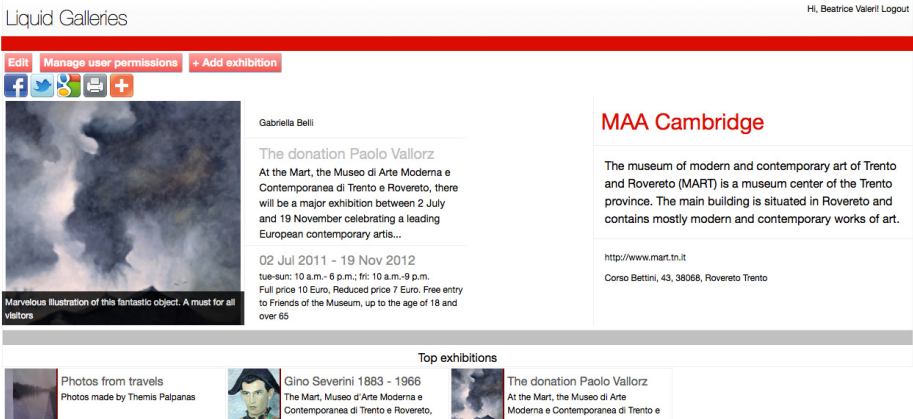 Hi, Beatrice Valeri! Logout
Liquid Galleries
Edit
Manage user permissions
+ Add exhibition
Gabriella Belli
The donation Paolo Vallorz
At the Mart, the Museo di Arte Moderna e
Contemporanea di Trento e Rovereto, there
will be a major exhibition between 2 July
and 19 November celebrating a leading
European contemporary artis...
02 Jul 2011 - 19 Nov 2012
tue-sun: 10 a.m.- 6 p.m.; fri: 10 a.m.-9 p.m.
Full price 10 Euro, Reduced price 7 Euro. Free entry
to Friends of the Museum, up to the age of 18 and
over 65
Marvelous Illustration of this fantastic object. A must for all
visitors
MAA Cambridge
The museum of modern and contemporary art of Trento
and Rovereto (MART) is a museum center of the Trento
province. The main building is situated in Rovereto and
contains mostly modern and contemporary works of art.
http://www.mart.tn.it
Corso Bettini, 43, 38068, Rovereto Trento
Top exhibitions
Photos from travels
Photos made by Themis Palpanas
Gino Severini 1883 - 1966
The Mart, Museo d'Arte Moderna e
Contemporanea di Trento e Rovereto,
The donation Paolo Vallorz
At the Mart, the Museo di Arte
Moderna e Contemporanea di Trento e